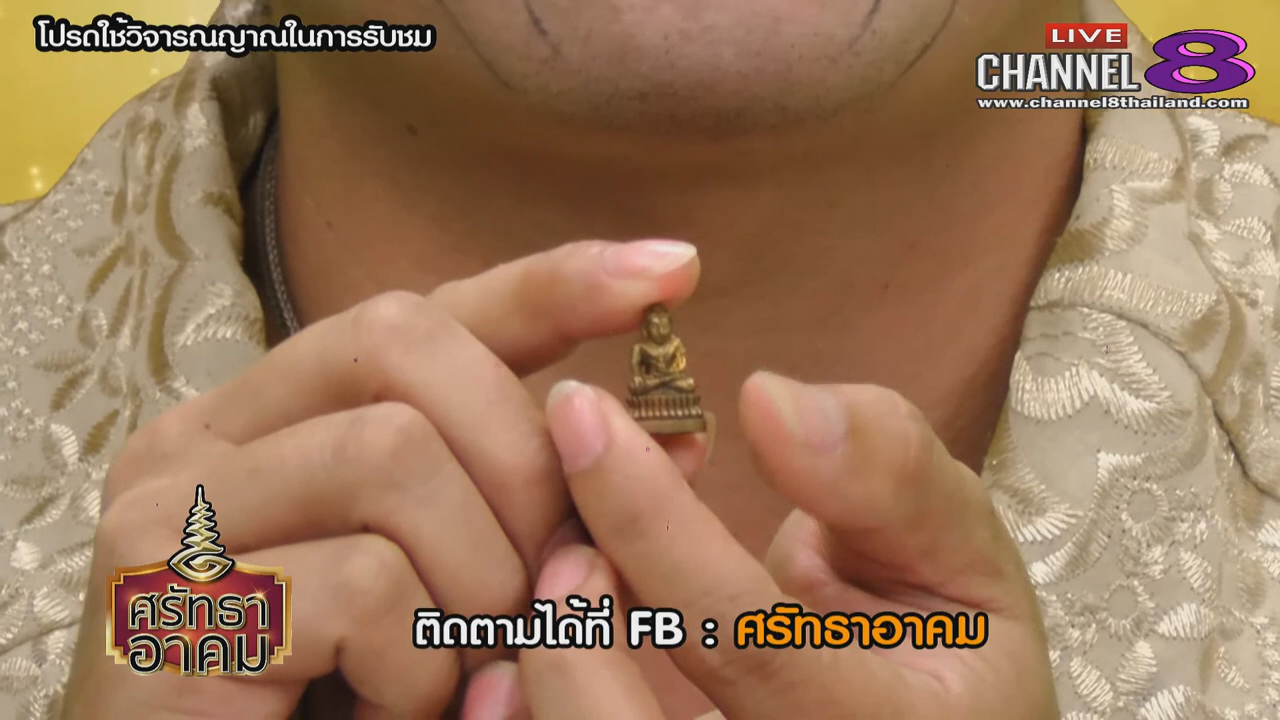 โปรดใช้วิจารณญาณในการรับชม
LIVE
CHANNEL 8
www.channel8thailand.com
ศรัทธา
อาคม
ติดตามได้ที่ FB : ศรัทธาอาคม